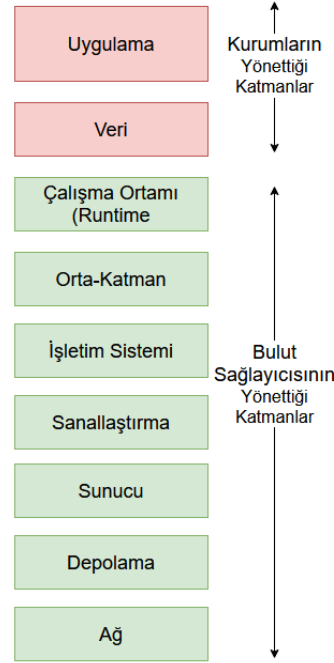 Uygulama
Kurumların
Yönettiği
Katmanlar
Veri
Çalışma Ortamı
(Runtime
Orta-Katman
İşletim Sistemi
Bulut
Sağlayıcısının
Yönettiği
Katmanlar
Sanallaştırma
Sunucu
Depolama
Ağ